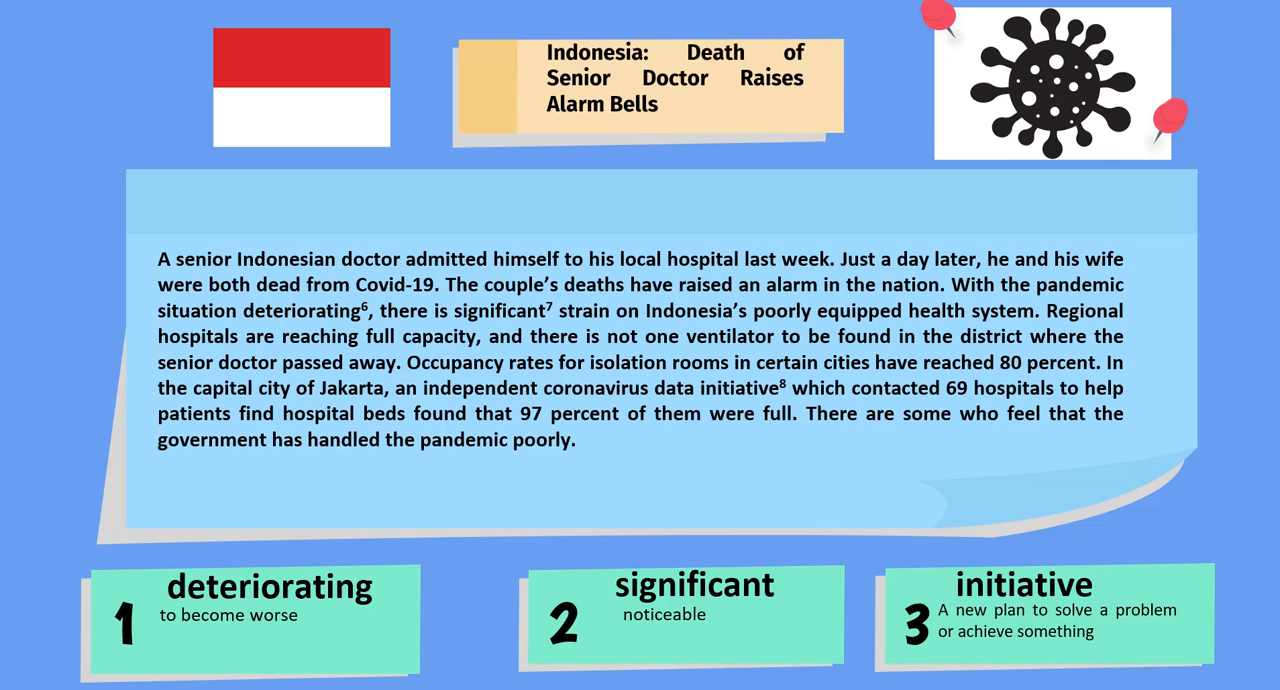 Indonesia: Death of
Senior Doctor Raises
Alarm Bells
A senior Indonesian doctor admitted himself to his local hospital last week. Just a day later, he and his wife
were both dead from Covid-19. The couple’s deaths have raised an alarm in the nation. With the pandemic
situation deteriorating⁶, there is significant⁷ strain on Indonesia’s poorly equipped health system. Regional
hospitals are reaching full capacity, and there is not one ventilator to be found in the district where the
senior doctor passed away. Occupancy rates for isolation rooms in certain cities have reached 80 percent. In
the capital city of Jakarta, an independent coronavirus data initiative⁸ which contacted 69 hospitals to help
patients find hospital beds found that 97 percent of them were full. There are some who feel that the
government has handled the pandemic poorly.
1 deteriorating
to become worse
2 significant
noticeable
3 initiative
A new plan to solve a problem
or achieve something